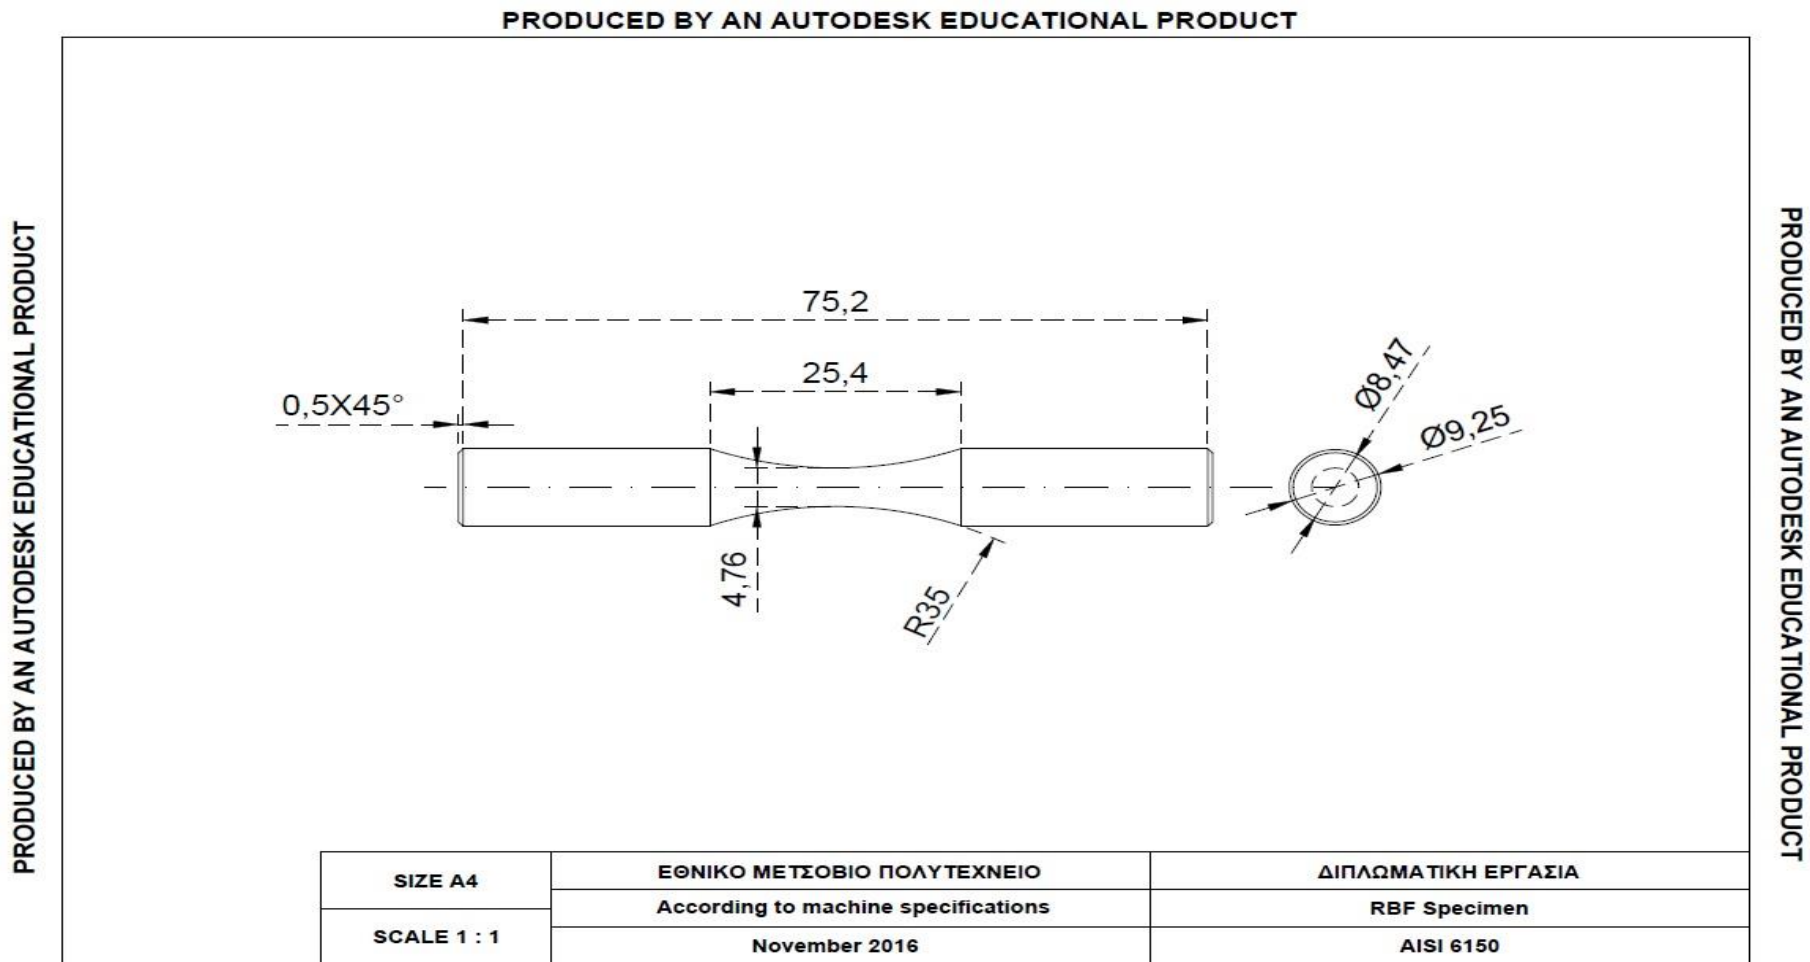 PRODUCED BY AN AUTODESK EDUCATIONAL PRODUCT
PRODUCED BY AN AUTODESK EDUCATIONAL PRODUCT
PRODUCED BY AN AUTODESK EDUCATIONAL PRODUCT
75,2
25,4
0,5X45°
Ø8,47
Ø9,25
4,76
R35
SIZE A4
SCALE 1 : 1
ΕΘΝΙΚΟ ΜΕΤΣΟΒΙΟ ΠΟΛΥΤΕΧΝΕΙΟ
According to machine specifications
November 2016
ΔΙΠΛΩΜΑΤΙΚΗ ΕΡΓΑΣΙΑ
RBF Specimen
AISI 6150